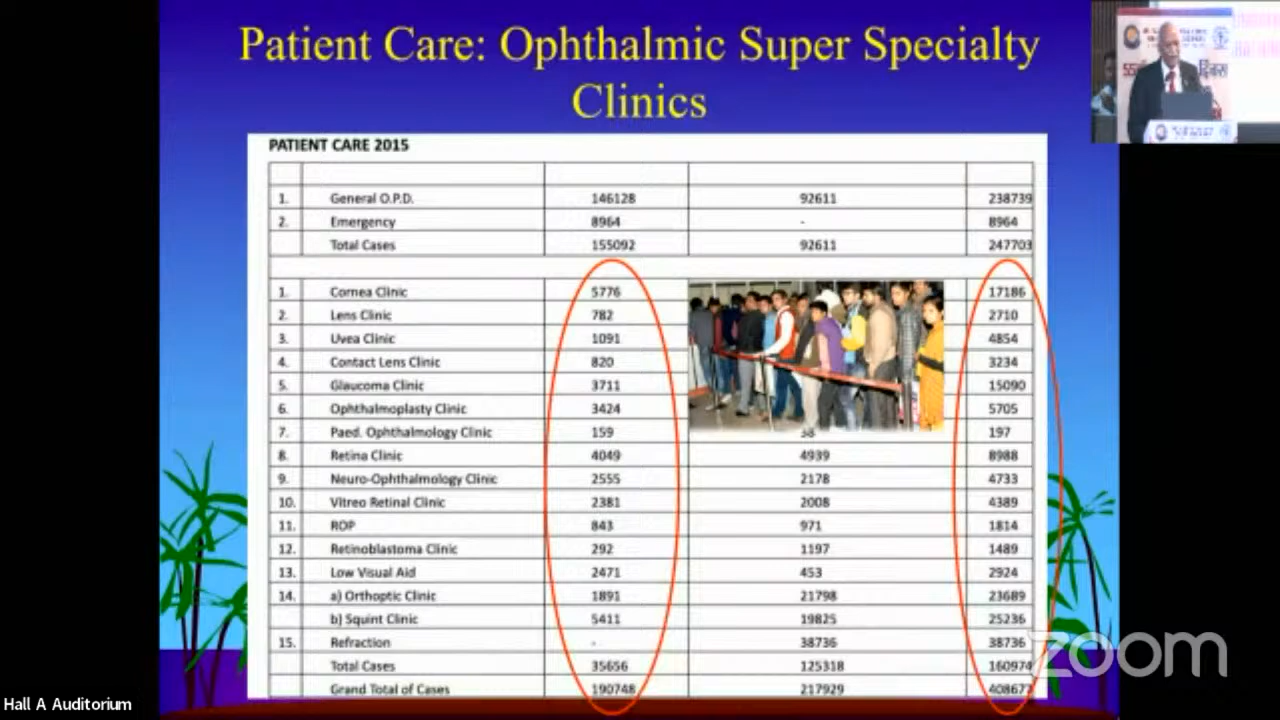 Patient Care. Ophthalmic Super Specialty
Clinics
PATIENT CARE 2015
1. General O.P.D. 146128 92611 238739
2. Emergency 8964 - 8964
Total Cases 155092 92611 247703
1. Cornea Clinic 5776 17186
2. Lens Clinic 782 2710
3. Uvea Clinic 1091 4854
4. Contact Lens Clinic 820 3234
5. Glaucoma Clinic 3711 15090
6. Ophthalmoplasty Clinic 3424 5705
7. Paed. Ophthalmology Clinic 159 38 197
8. Retina Clinic 4049 4939 8988
9. Neuro-Ophthalmology Clinic 2555 2178 4733
10. Vitreo Retinal Clinic 2381 2008 4389
11. ROP 843 971 1814
12. Retinoblastoma Clinic 292 1197 1489
13. Low Visual Aid 2471 453 2924
14. a) Orthoptic Clinic 1891 21798 23689
b) Squint Clinic 5411 19825 25236
15. Refraction - 38736 38736
Total Cases 35656 125318 160974
Grand Total of Cases 190748 217929 408677
zoom
Hall A Auditorium